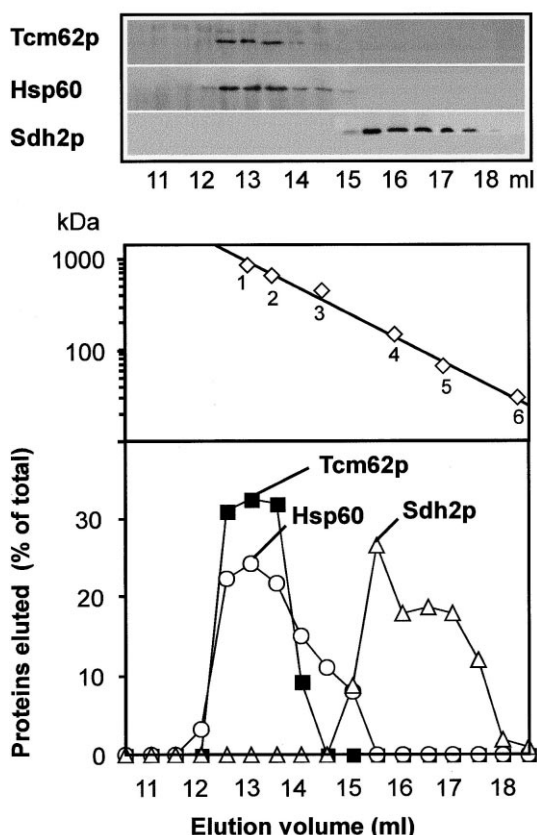 Tcm62p
Hsp60
Sdh2p
11 12 13 14 15 16 17 18 ml
kDa
1000
100
1
2
3
4
5
6
Tcm62p
Hsp60
Sdh2p
Proteins eluted (% of total)
30
20
10
0
11 12 13 14 15 16 17 18
Elution volume (ml)